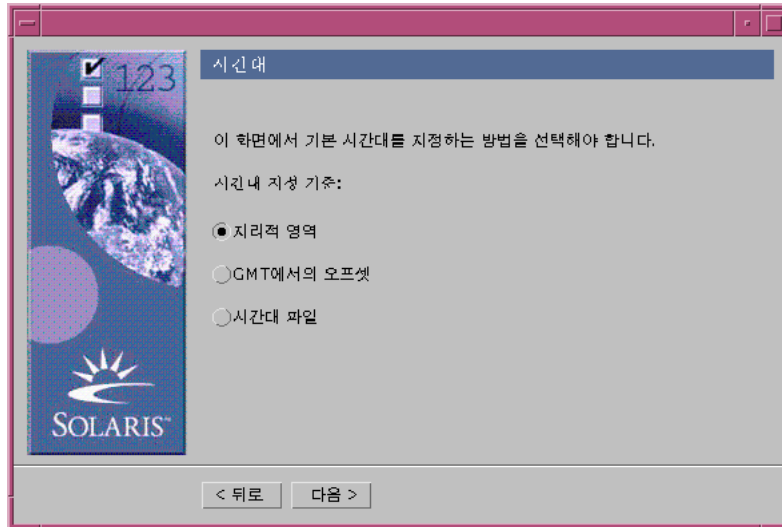 123
SOLARIS™
시간대
이 화면에서 기본 시간대를 지정하는 방법을 선택해야 합니다.
시간대 지정 기준:
지리적 영역
GMT에서의 오프셋
시간대 파일
< 뒤로
다음 >